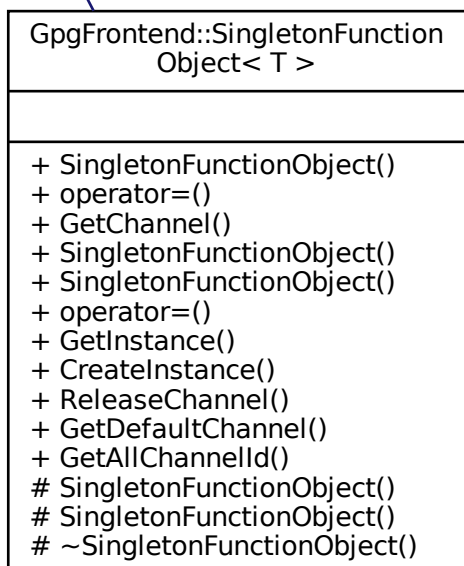 GpgFrontend::SingletonFunction
Object< T >
+ SingletonFunctionObject()
+ operator=()
+ GetChannel()
+ SingletonFunctionObject()
+ SingletonFunctionObject()
+ operator=()
+ GetInstance()
+ CreateInstance()
+ ReleaseChannel()
+ GetDefaultChannel()
+ GetAllChannelId()
# SingletonFunctionObject()
# SingletonFunctionObject()
# ~SingletonFunctionObject()